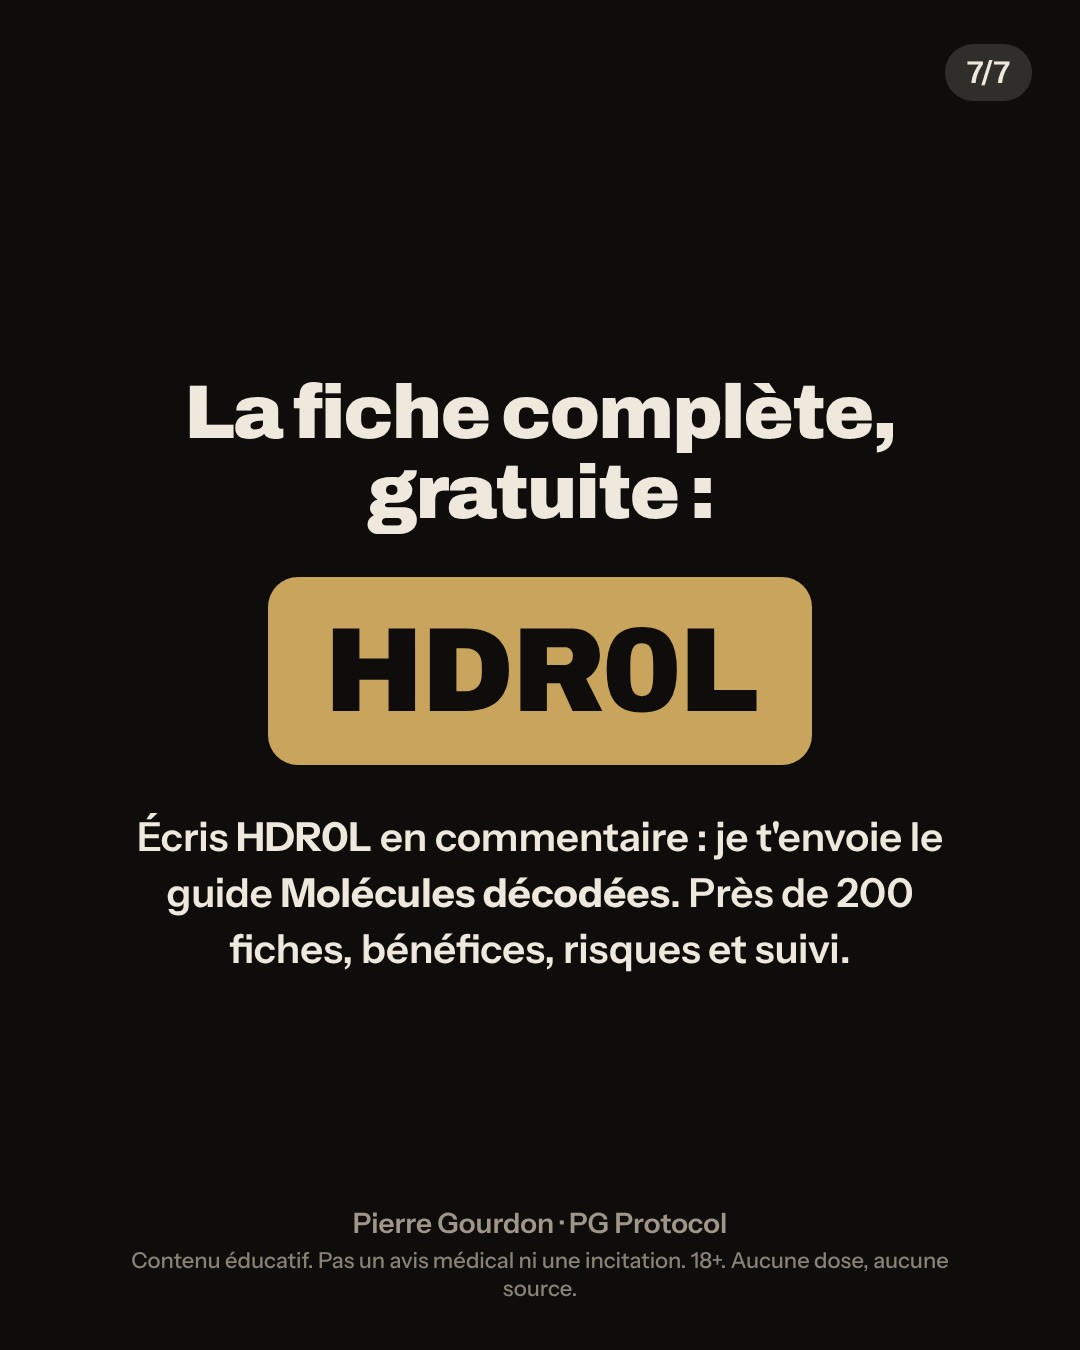 7/7
La fiche complète,
gratuite :
HDR0L
Écris HDR0L en commentaire : je t'envoie le
guide Molécules décodées. Près de 200
fiches, bénéfices, risques et suivi.
Pierre Gourdon · PG Protocol
Contenu éducatif. Pas un avis médical ni une incitation. 18+. Aucune dose, aucune
source.